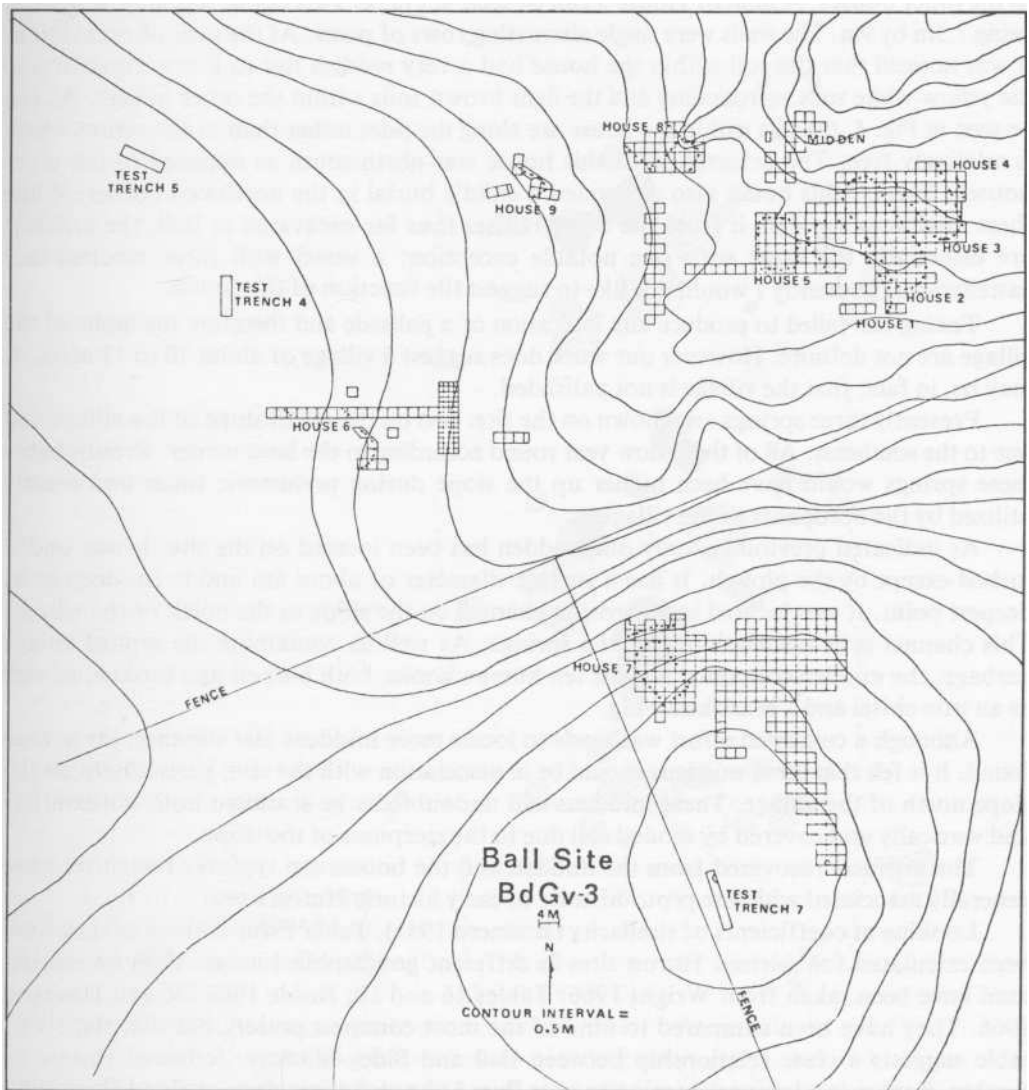 HOUSE 8
MIDDEN
HOUSE 4
TEST
TRENCH 5
HOUSE 9
HOUSE 3
HOUSE 5
TEST
TRENCH 4
HOUSE 2
HOUSE 1
HOUSE 6
HOUSE 7
FENCE
Ball Site
BdGv-3
4M
N
TEST
TRENCH 7
CONTOUR INTERVAL =
0.5M
FENCE